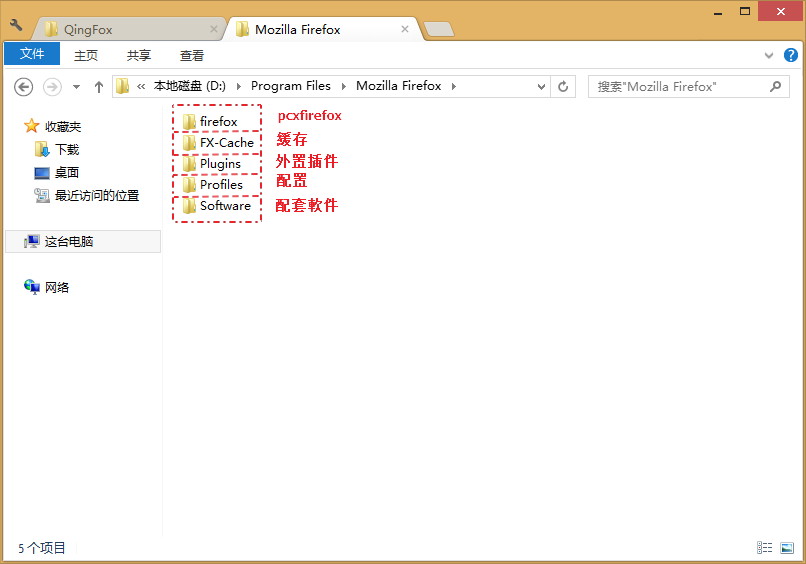 QingFox
Mozilla Firefox
文件 主页 共享 查看
« 本地磁盘 (D:) Program Files Mozilla Firefox
搜索"Mozilla Firefox"
收藏夹
下载
桌面
最近访问的位置
这台电脑
网络
firefox pcxfirefox
FX-Cache 緩存
Plugins 外置插件
Profiles 配置
Software 配套軟件
5 个项目